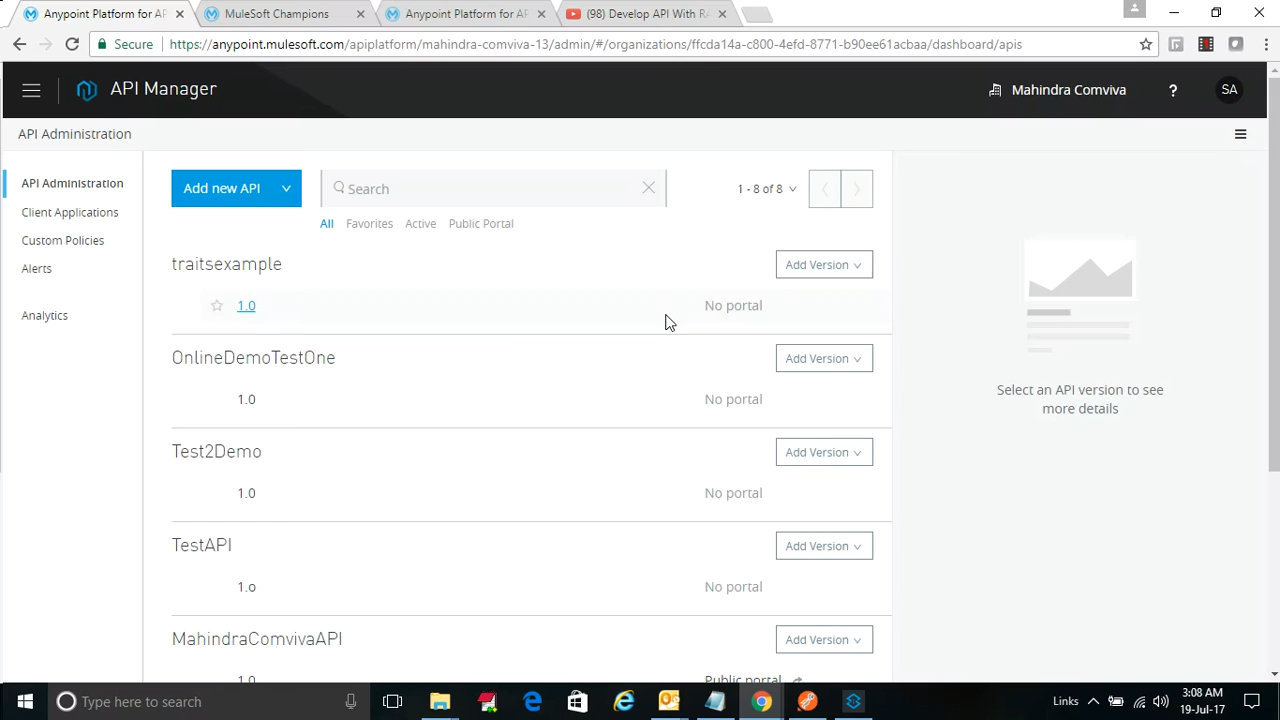 Anypoint Platform for AP
MuleSoft Champions
Anypoint Platform for AP
(98) Develop API With RA
Secure
https://anypoint.mulesoft.com/apiplatform/mahindra-comviva-13/admin/#/organizations/ffcda14a-c800-4efd-8771-b90ee61acbaa/dashboard/apis
API Manager
Mahindra Comviva
?
SA
API Administration
API Administration
Client Applications
Custom Policies
Alerts
Analytics
Add new API
Search
1 - 8 of 8
All
Favorites
Active
Public Portal
traitsexample
Add Version
1.0
No portal
OnlineDemoTestOne
Add Version
1.0
No portal
Test2Demo
Add Version
1.0
No portal
TestAPI
Add Version
1.o
No portal
MahindraComvivaAPI
Add Version
1.0
Public portal
Select an API version to see
more details
Type here to search
Links
3:08 AM
19-Jul-17